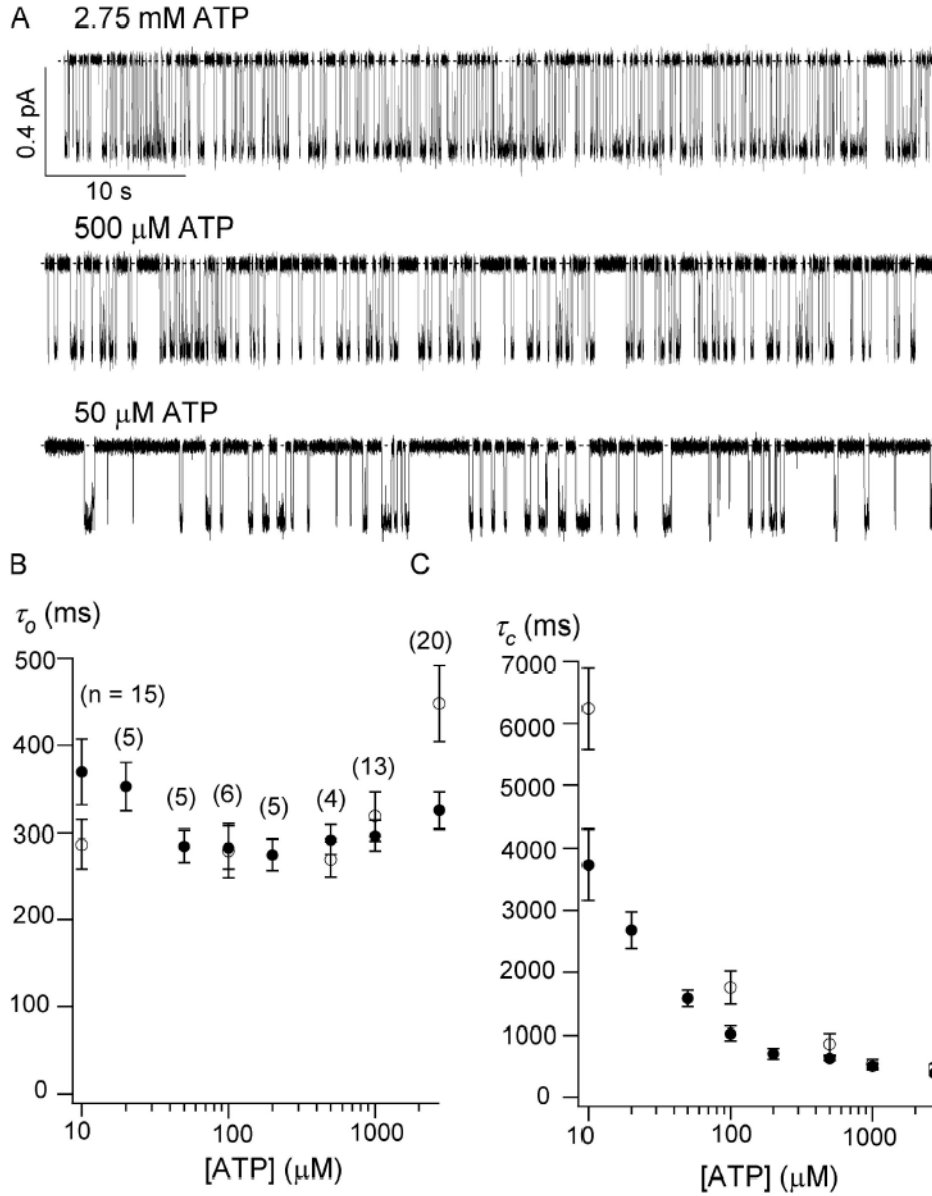 A 2.75 mM ATP
0.4 pA
10 s
500 μM ATP
50 μM ATP
B
τo (ms)
500
400
300
200
100
0
(n = 15)
(5)
(5)
(6)
(5)
(4)
(13)
(20)
10
100
1000
[ATP] (μM)
C
τc (ms)
7000
6000
5000
4000
3000
2000
1000
0
10
100
1000
[ATP] (μM)